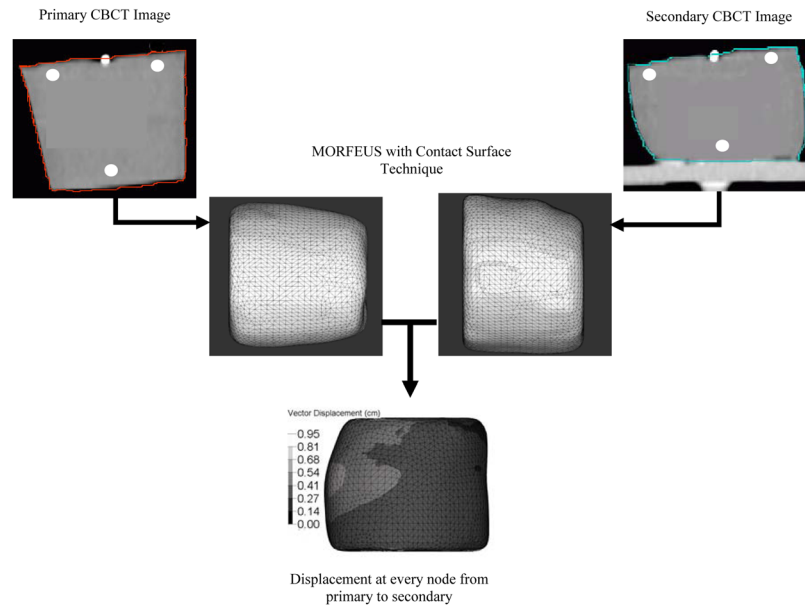 Primary CBCT Image
Secondary CBCT Image
MORFEUS with Contact Surface
Technique
Vector Displacement (cm)
0.95
0.81
0.68
0.54
0.41
0.27
0.14
0.00
Displacement at every node from
primary to secondary